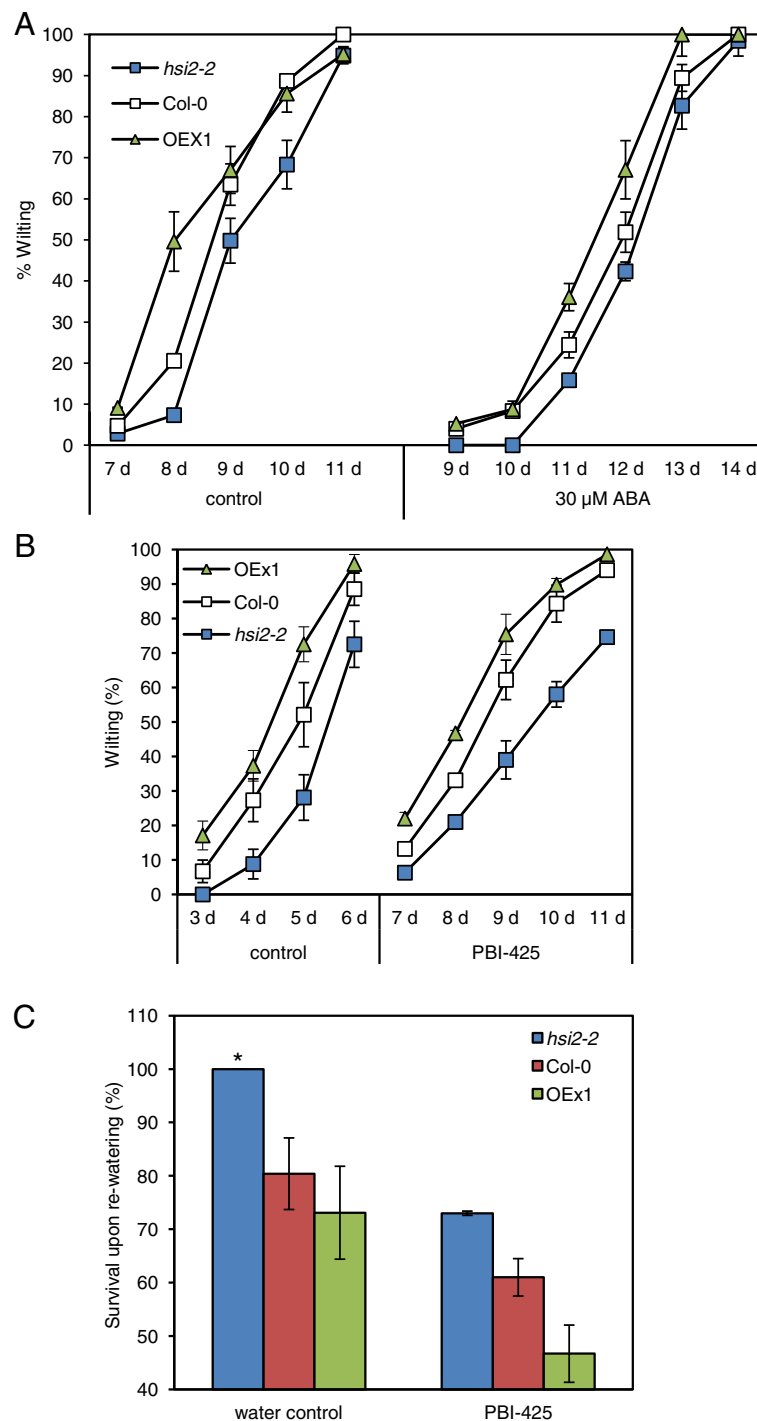 A
100
90
80
70
60
50
40
30
20
10
0
% Wilting
hsi2-2
Col-0
OEX1
7 d 8 d 9 d 10 d 11 d 9 d 10 d 11 d 12 d 13 d 14 d
control 30 µM ABA
B
100
90
80
70
60
50
40
30
20
10
0
Wilting (%)
OEx1
Col-0
hsi2-2
3 d 4 d 5 d 6 d 7 d 8 d 9 d 10 d 11 d
control PBI-425
C
110
100
90
80
70
60
50
40
Survival upon re-watering (%)
*
hsi2-2
Col-0
OEx1
water control PBI-425